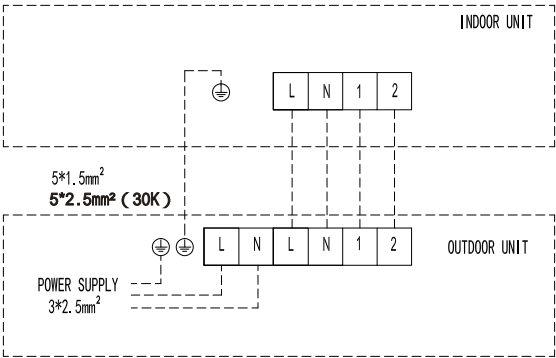 INDOOR UNIT
L N 1 2
5*1.5mm²
5*2.5mm² (30K)
L N L N 1 2
OUTDOOR UNIT
POWER SUPPLY
3*2.5mm²